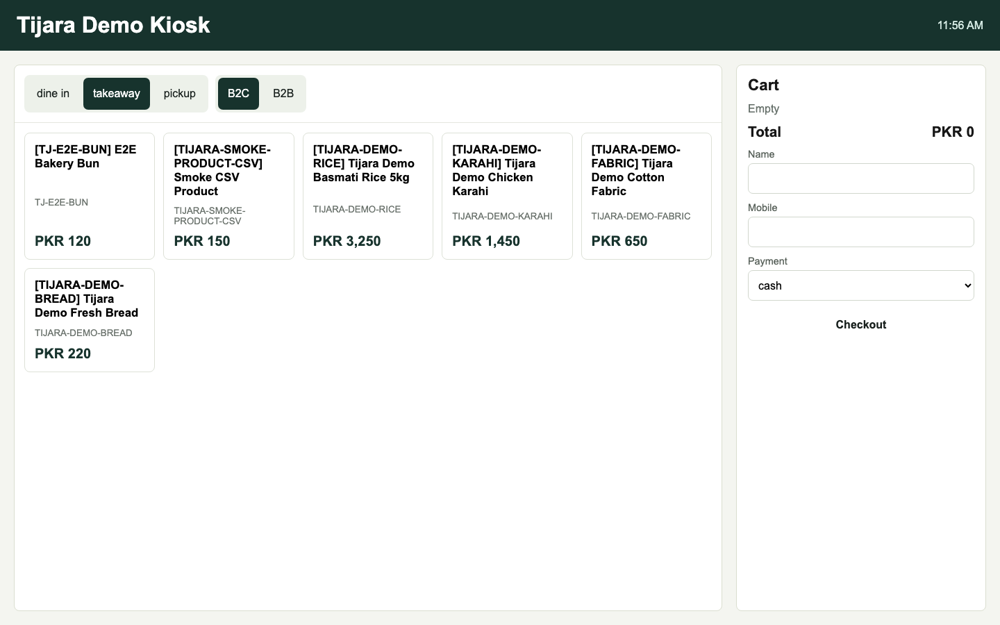 Tijara Demo Kiosk
11:56 AM
dine in
takeaway
pickup
B2C
B2B
[TJ-E2E-BUN] E2E
Bakery Bun
TJ-E2E-BUN
PKR 120
[TIJARA-SMOKE-
PRODUCT-CSV]
Smoke CSV
Product
TIJARA-SMOKE-
PRODUCT-CSV
PKR 150
[TIJARA-DEMO-
RICE] Tijara Demo
Basmati Rice 5kg
TIJARA-DEMO-RICE
PKR 3,250
[TIJARA-DEMO-
KARAHI] Tijara
Demo Chicken
Karahi
TIJARA-DEMO-KARAHI
PKR 1,450
[TIJARA-DEMO-
FABRIC] Tijara
Demo Cotton
Fabric
TIJARA-DEMO-FABRIC
PKR 650
[TIJARA-DEMO-
BREAD] Tijara
Demo Fresh Bread
TIJARA-DEMO-BREAD
PKR 220
Cart
Empty
Total PKR 0
Name
Mobile
Payment
cash
Checkout